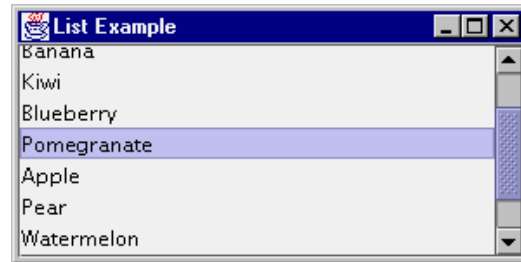 List Example
Banana
Kiwi
Blueberry
Pomegranate
Apple
Pear
Watermelon